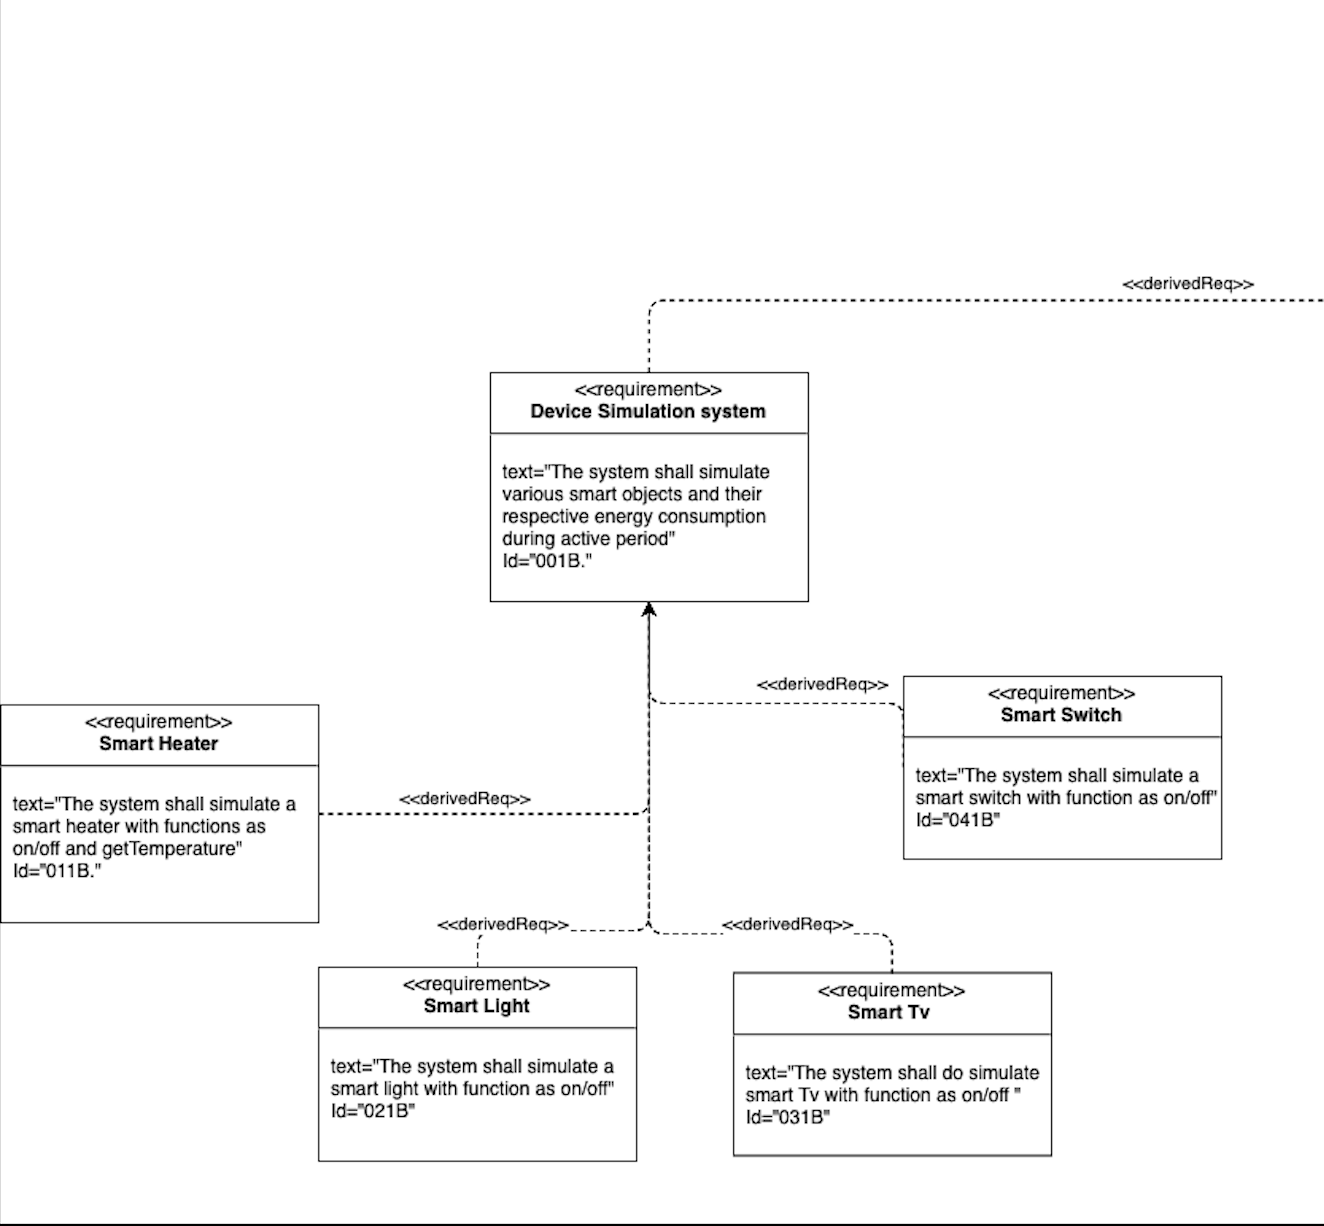 <<derivedReq>>
<<requirement>>
Device Simulation system
text="The system shall simulate
various smart objects and their
respective energy consumption
during active period"
Id="001B."
<<derivedReq>>
<<requirement>>
Smart Switch
text="The system shall simulate a
smart switch with function as on/off"
Id="041B"
<<requirement>>
Smart Heater
text="The system shall simulate a
smart heater with functions as
on/off and getTemperature"
Id="011B."
<<derivedReq>>
<<derivedReq>>
<<requirement>>
Smart Light
text="The system shall simulate a
smart light with function as on/off"
Id="021B"
<<derivedReq>>
<<requirement>>
Smart Tv
text="The system shall do simulate
smart Tv with function as on/off "
Id="031B"